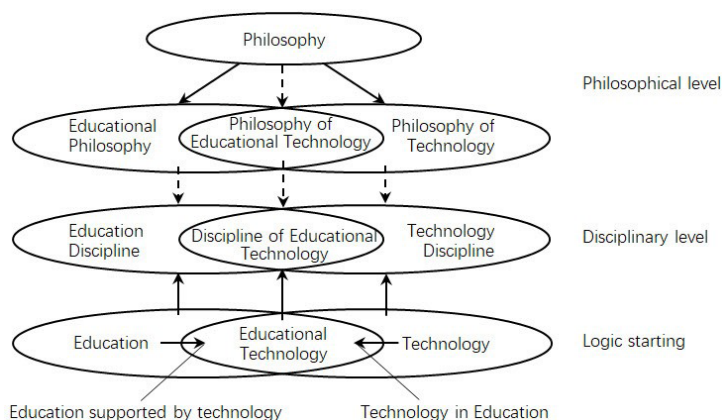 Philosophy
Philosophical level
Educational
Philosophy
Philosophy of
Educational Technology
Philosophy of
Technology
Education
Discipline
Discipline of Educational
Technology
Technology
Discipline
Disciplinary level
Education
Educational
Technology
Technology
Logic starting
Education supported by technology
Technology in Education